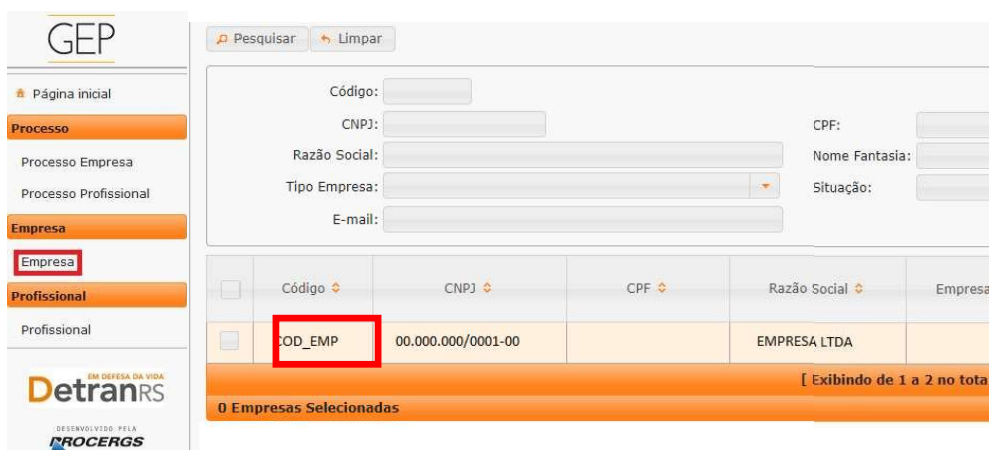 GEP
Pesquisar Limpar
Página inicial
Processo
Processo Empresa
Processo Profissional
Empresa
Empresa
Profissional
Profissional
EM DEFESA DA VIDA
DetranRS
DESENVOLVIDO PELA
PROCERGS
Código:
CNPJ:
CPF:
Razão Social:
Nome Fantasia:
Tipo Empresa:
Situação:
E-mail:
Código CNPJ CPF Razão Social Empresa
COD_EMP 00.000.000/0001-00 EMPRESA LTDA
[ Exibindo de 1 a 2 no tota
0 Empresas Selecionadas